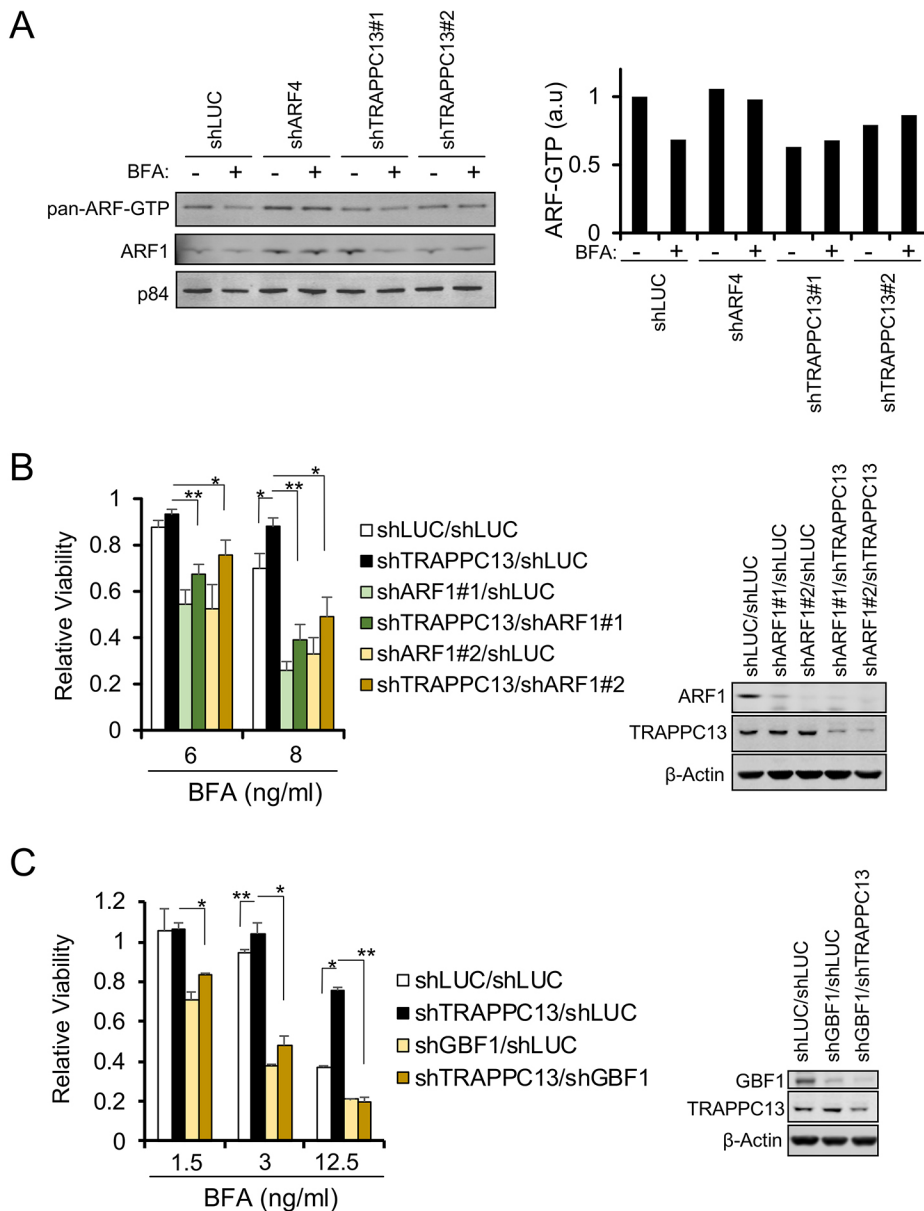 A
shLUC
shARF4
shTRAPPC13#1
shTRAPPC13#2
BFA: - + - + - + - +
pan-ARF-GTP
ARF1
p84
ARF-GTP (a.u)
1
0.5
0
BFA: - + - + - + - +
shLUC
shARF4
shTRAPPC13#1
shTRAPPC13#2
B
Relative Viability
1
0.8
0.6
0.4
0.2
0
** * * ** *
6 8
BFA (ng/ml)
shLUC/shLUC
shTRAPPC13/shLUC
shARF1#1/shLUC
shTRAPPC13/shARF1#1
shARF1#2/shLUC
shTRAPPC13/shARF1#2
shLUC/shLUC
shARF1#1/shLUC
shARF1#2/shLUC
shARF1#1/shTRAPPC13
shARF1#2/shTRAPPC13
ARF1
TRAPPC13
β-Actin
C
Relative Viability
1.2
1
0.8
0.6
0.4
0.2
0
* ** * * **
1.5 3 12.5
BFA (ng/ml)
shLUC/shLUC
shTRAPPC13/shLUC
shGBF1/shLUC
shTRAPPC13/shGBF1
shLUC/shLUC
shGBF1/shLUC
shGBF1/shTRAPPC13
GBF1
TRAPPC13
β-Actin